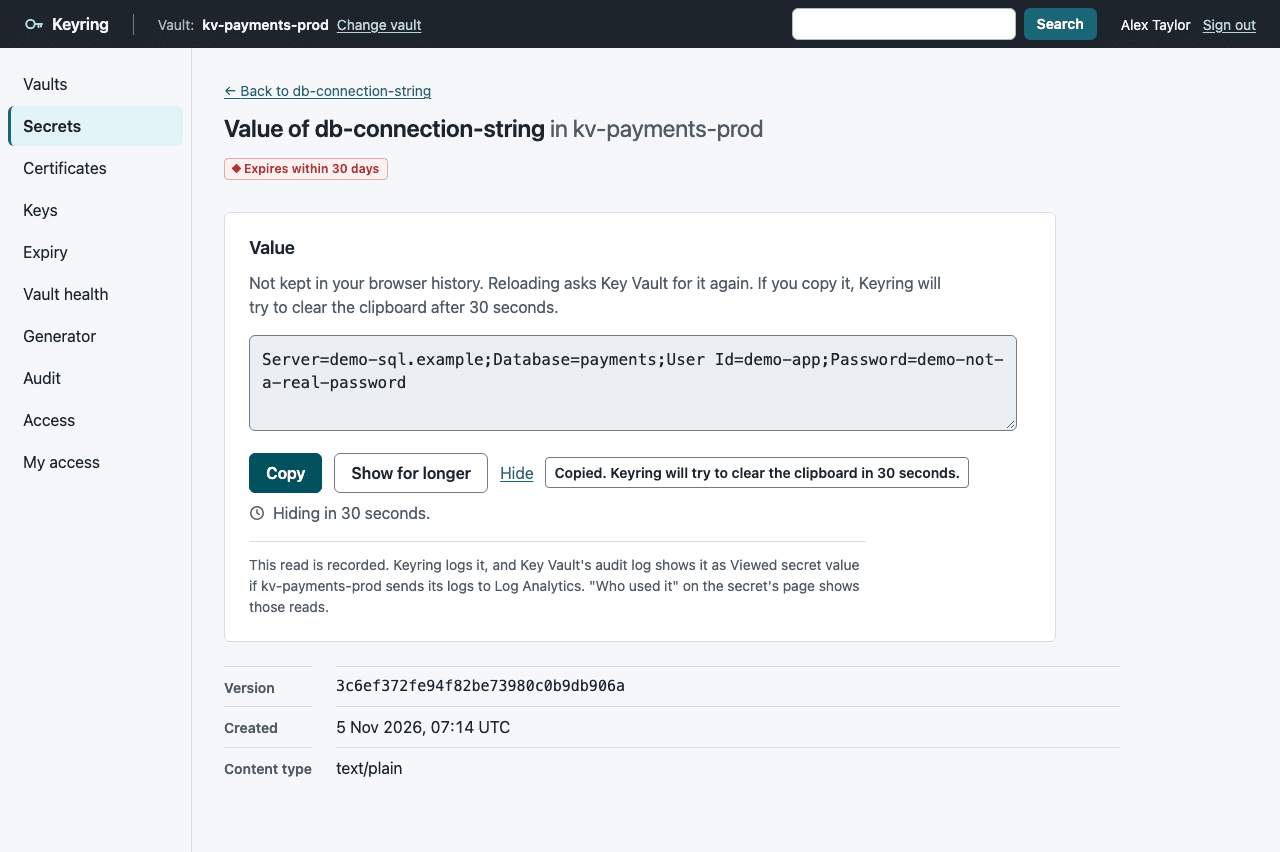 Keyring
Vault: kv-payments-prod Change vault
Search
Alex Taylor Sign out
Vaults
Secrets
Certificates
Keys
Expiry
Vault health
Generator
Audit
Access
My access
← Back to db-connection-string
Value of db-connection-string in kv-payments-prod
Expires within 30 days
Value
Not kept in your browser history. Reloading asks Key Vault for it again. If you copy it, Keyring will
try to clear the clipboard after 30 seconds.
Server=demo-sql.example;Database=payments;User Id=demo-app;Password=demo-not-
a-real-password
Copy Show for longer Hide Copied. Keyring will try to clear the clipboard in 30 seconds.
Hiding in 30 seconds.
This read is recorded. Keyring logs it, and Key Vault's audit log shows it as Viewed secret value
if kv-payments-prod sends its logs to Log Analytics. "Who used it" on the secret's page shows
those reads.
Version 3c6ef372fe94f82be73980c0b9db906a
Created 5 Nov 2026, 07:14 UTC
Content type text/plain